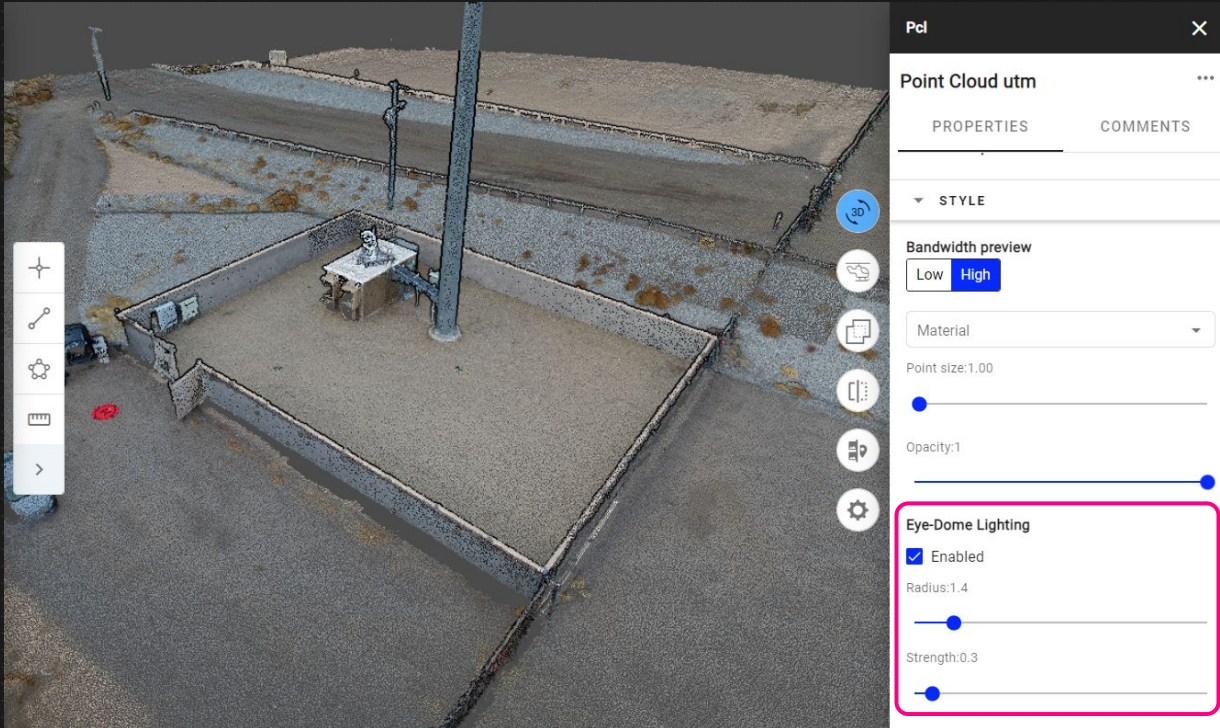 Pcl
Point Cloud utm
PROPERTIES
COMMENTS
STYLE
Bandwidth preview
Low High
Material
Point size:1.00
Opacity:1
Eye-Dome Lighting
Enabled
Radius:1.4
Strength:0.3
3D